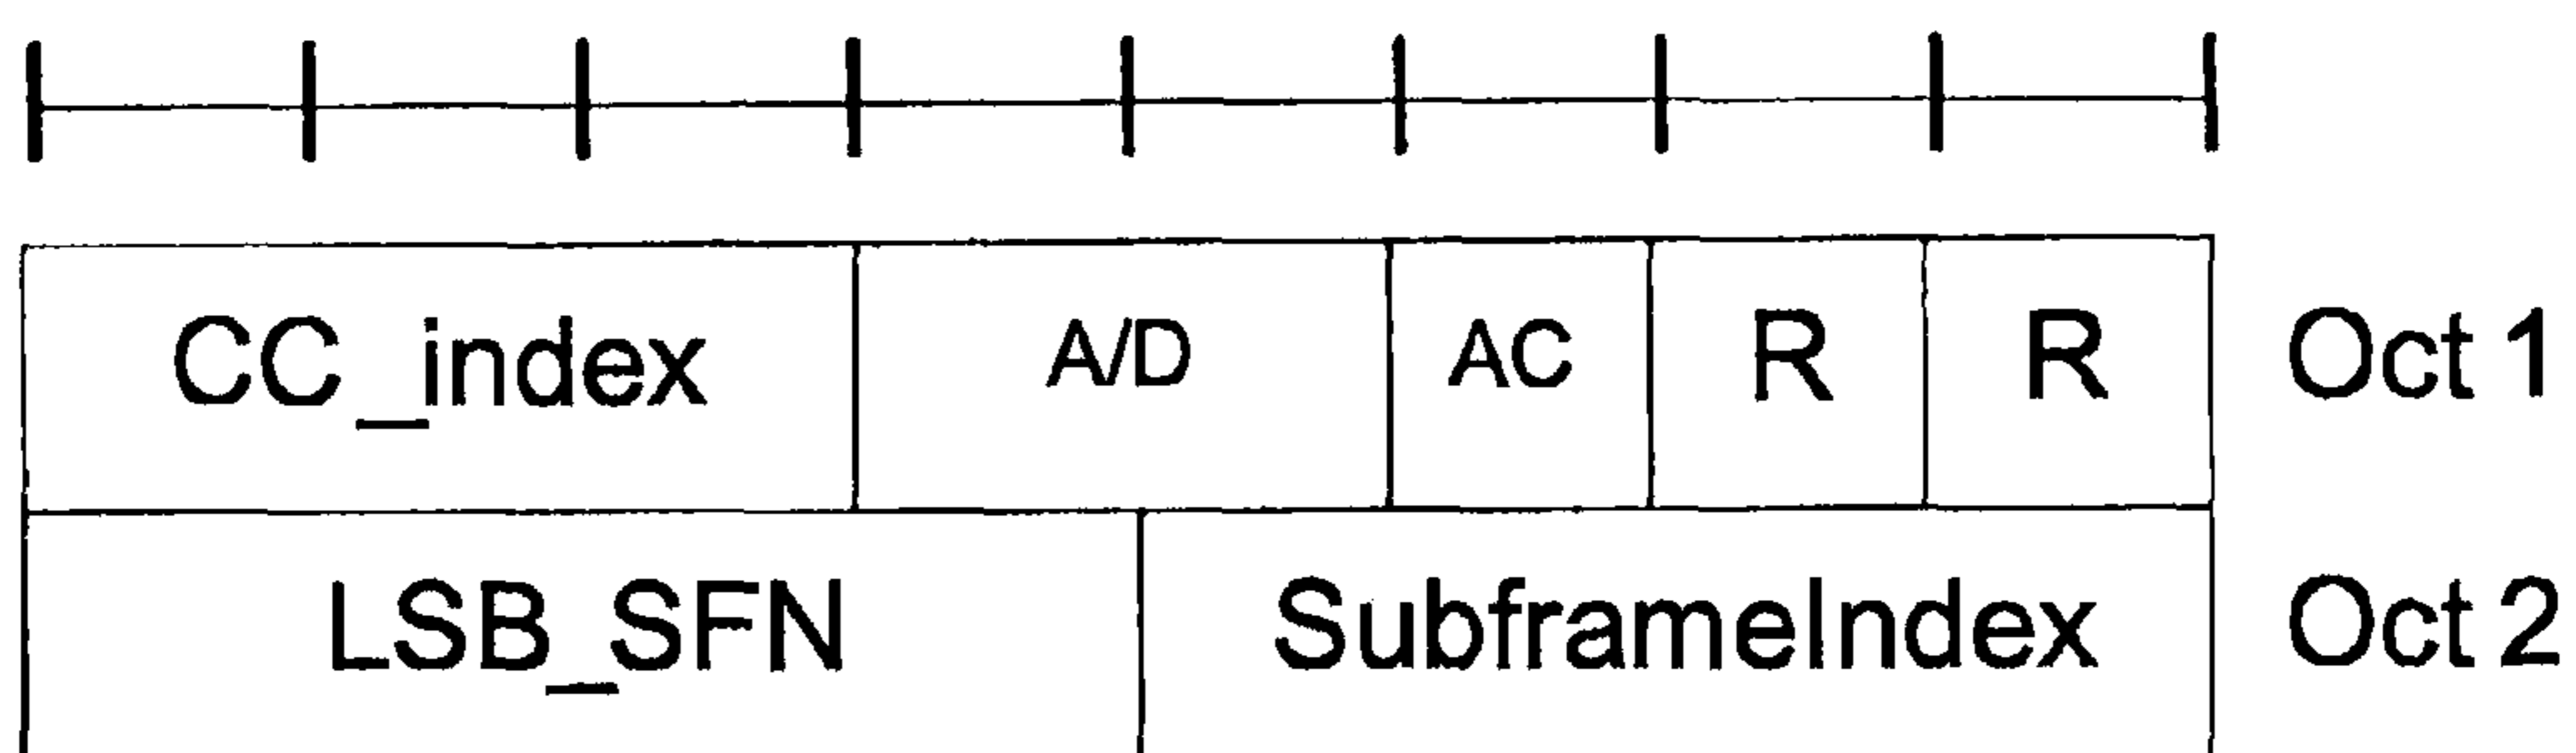 CC_index A/D AC R R Oct 1
LSB_SFN SubframeIndex Oct 2